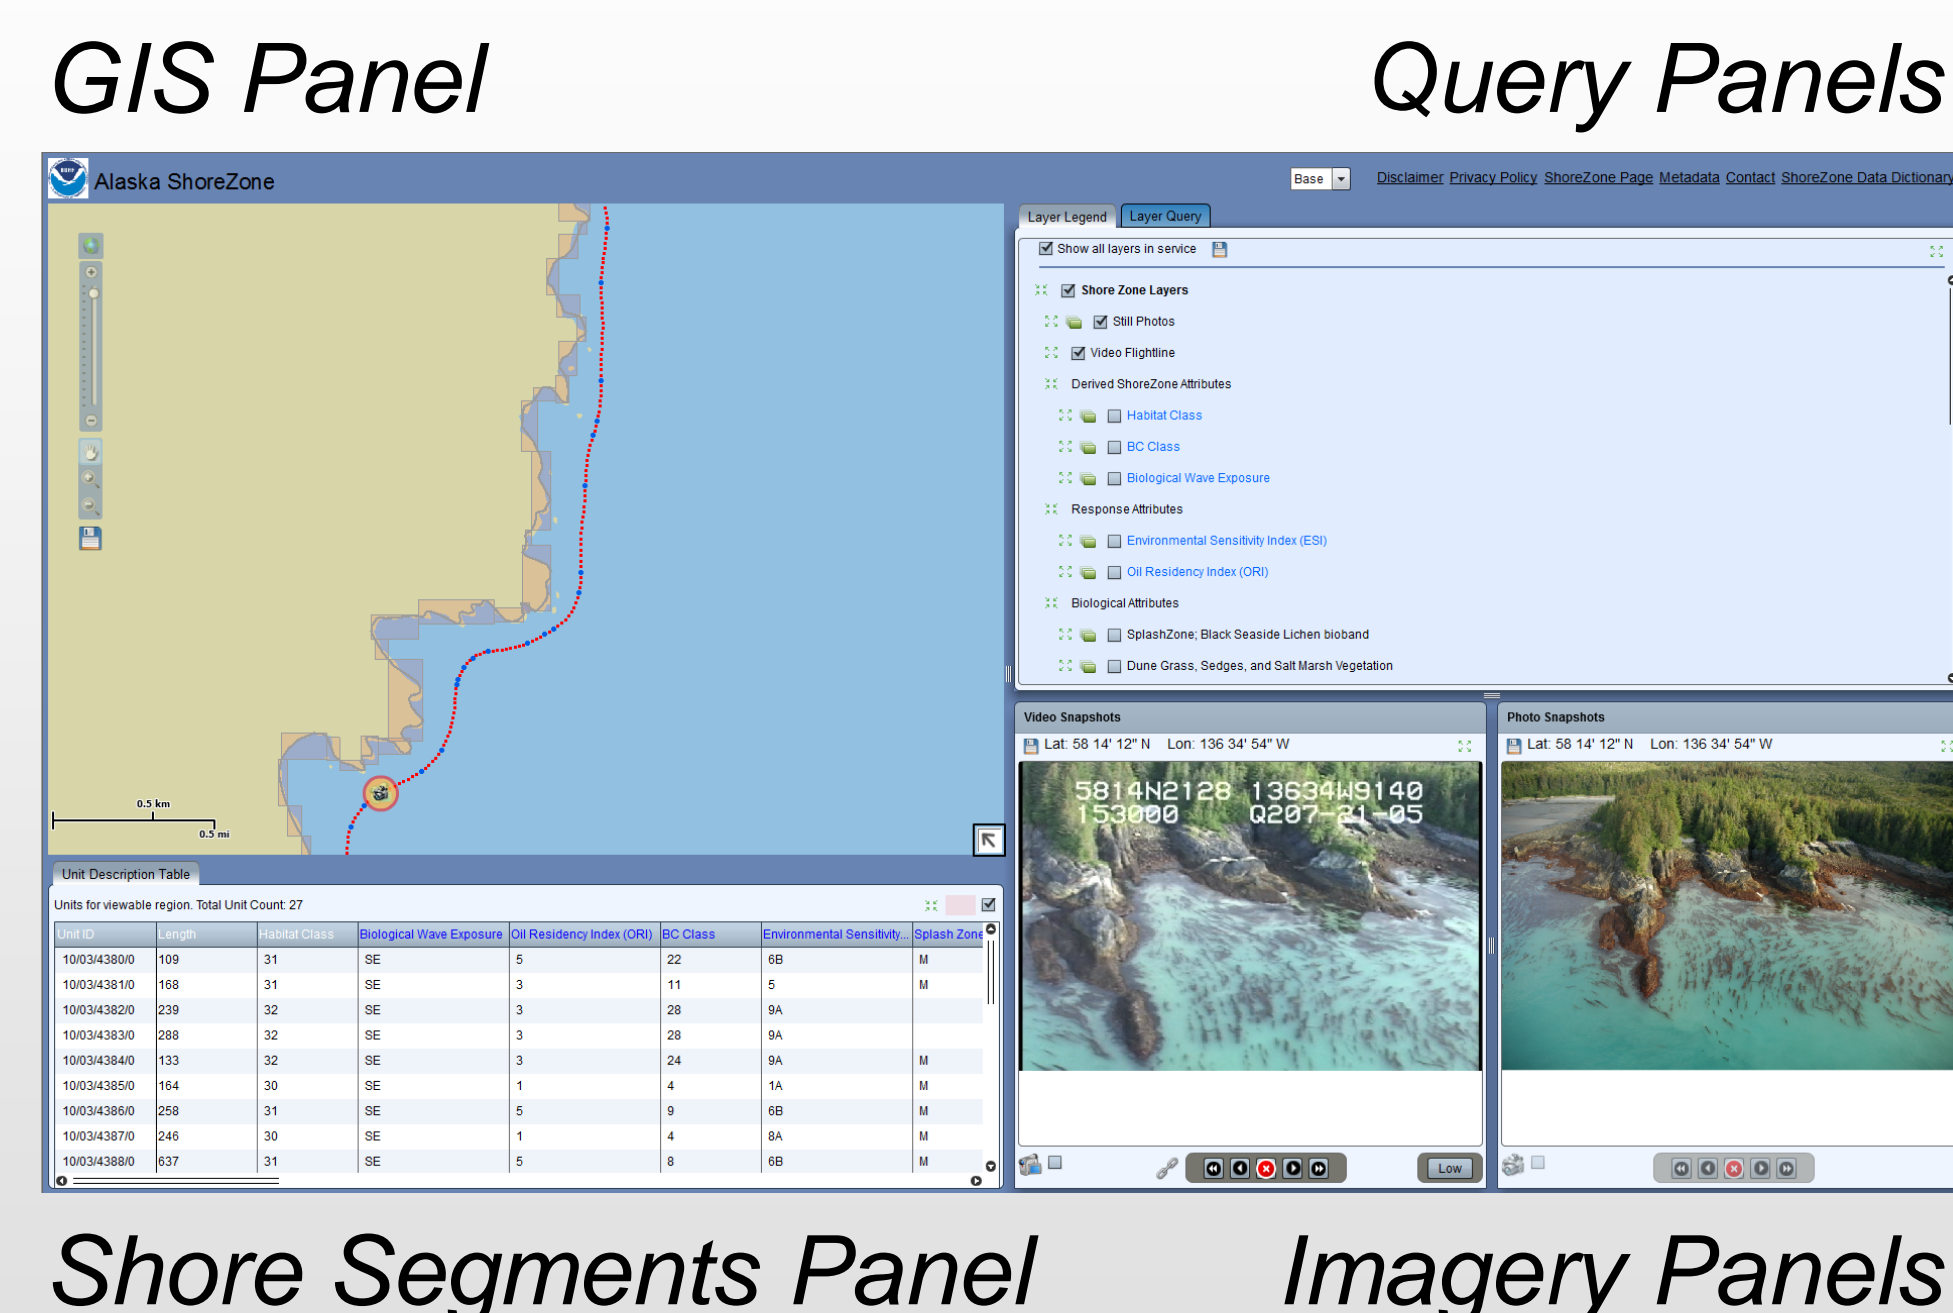 GIS Panel
Query Panels
Alaska ShoreZone
Base
Disclaimer Privacy Policy ShoreZone Page Metadata Contact ShoreZone Data Dictionary
Layer Legend
Layer Query
Show all layers in service
Shore Zone Layers
Still Photos
Video Flightline
Derived ShoreZone Attributes
Habitat Class
BC Class
Biological Wave Exposure
Response Attributes
Environmental Sensitivity Index (ESI)
Oil Residency Index (ORI)
Biological Attributes
SplashZone; Black Seaside Lichen bioband
Dune Grass, Sedges, and Salt Marsh Vegetation
0.5 km
0.5 mi
Video Snapshots
Lat: 58 14' 12" N Lon: 136 34' 54" W
5814N2128 13634W9140
153000 Q207-21-05
Low
Photo Snapshots
Lat: 58 14' 12" N Lon: 136 34' 54" W
Unit Description Table
Units for viewable region. Total Unit Count: 27
Unit ID Length Habitat Class Biological Wave Exposure Oil Residency Index (ORI) BC Class Environmental Sensitivity... Splash Zone
10/03/4380/0 109 31 SE 5 22 6B M
10/03/4381/0 168 31 SE 3 11 5 M
10/03/4382/0 239 32 SE 3 28 9A
10/03/4383/0 288 32 SE 3 28 9A
10/03/4384/0 133 32 SE 3 24 9A M
10/03/4385/0 164 30 SE 1 4 1A M
10/03/4386/0 258 31 SE 5 9 6B M
10/03/4387/0 246 30 SE 1 4 8A M
10/03/4388/0 637 31 SE 5 8 6B M
Shore Segments Panel
Imagery Panels